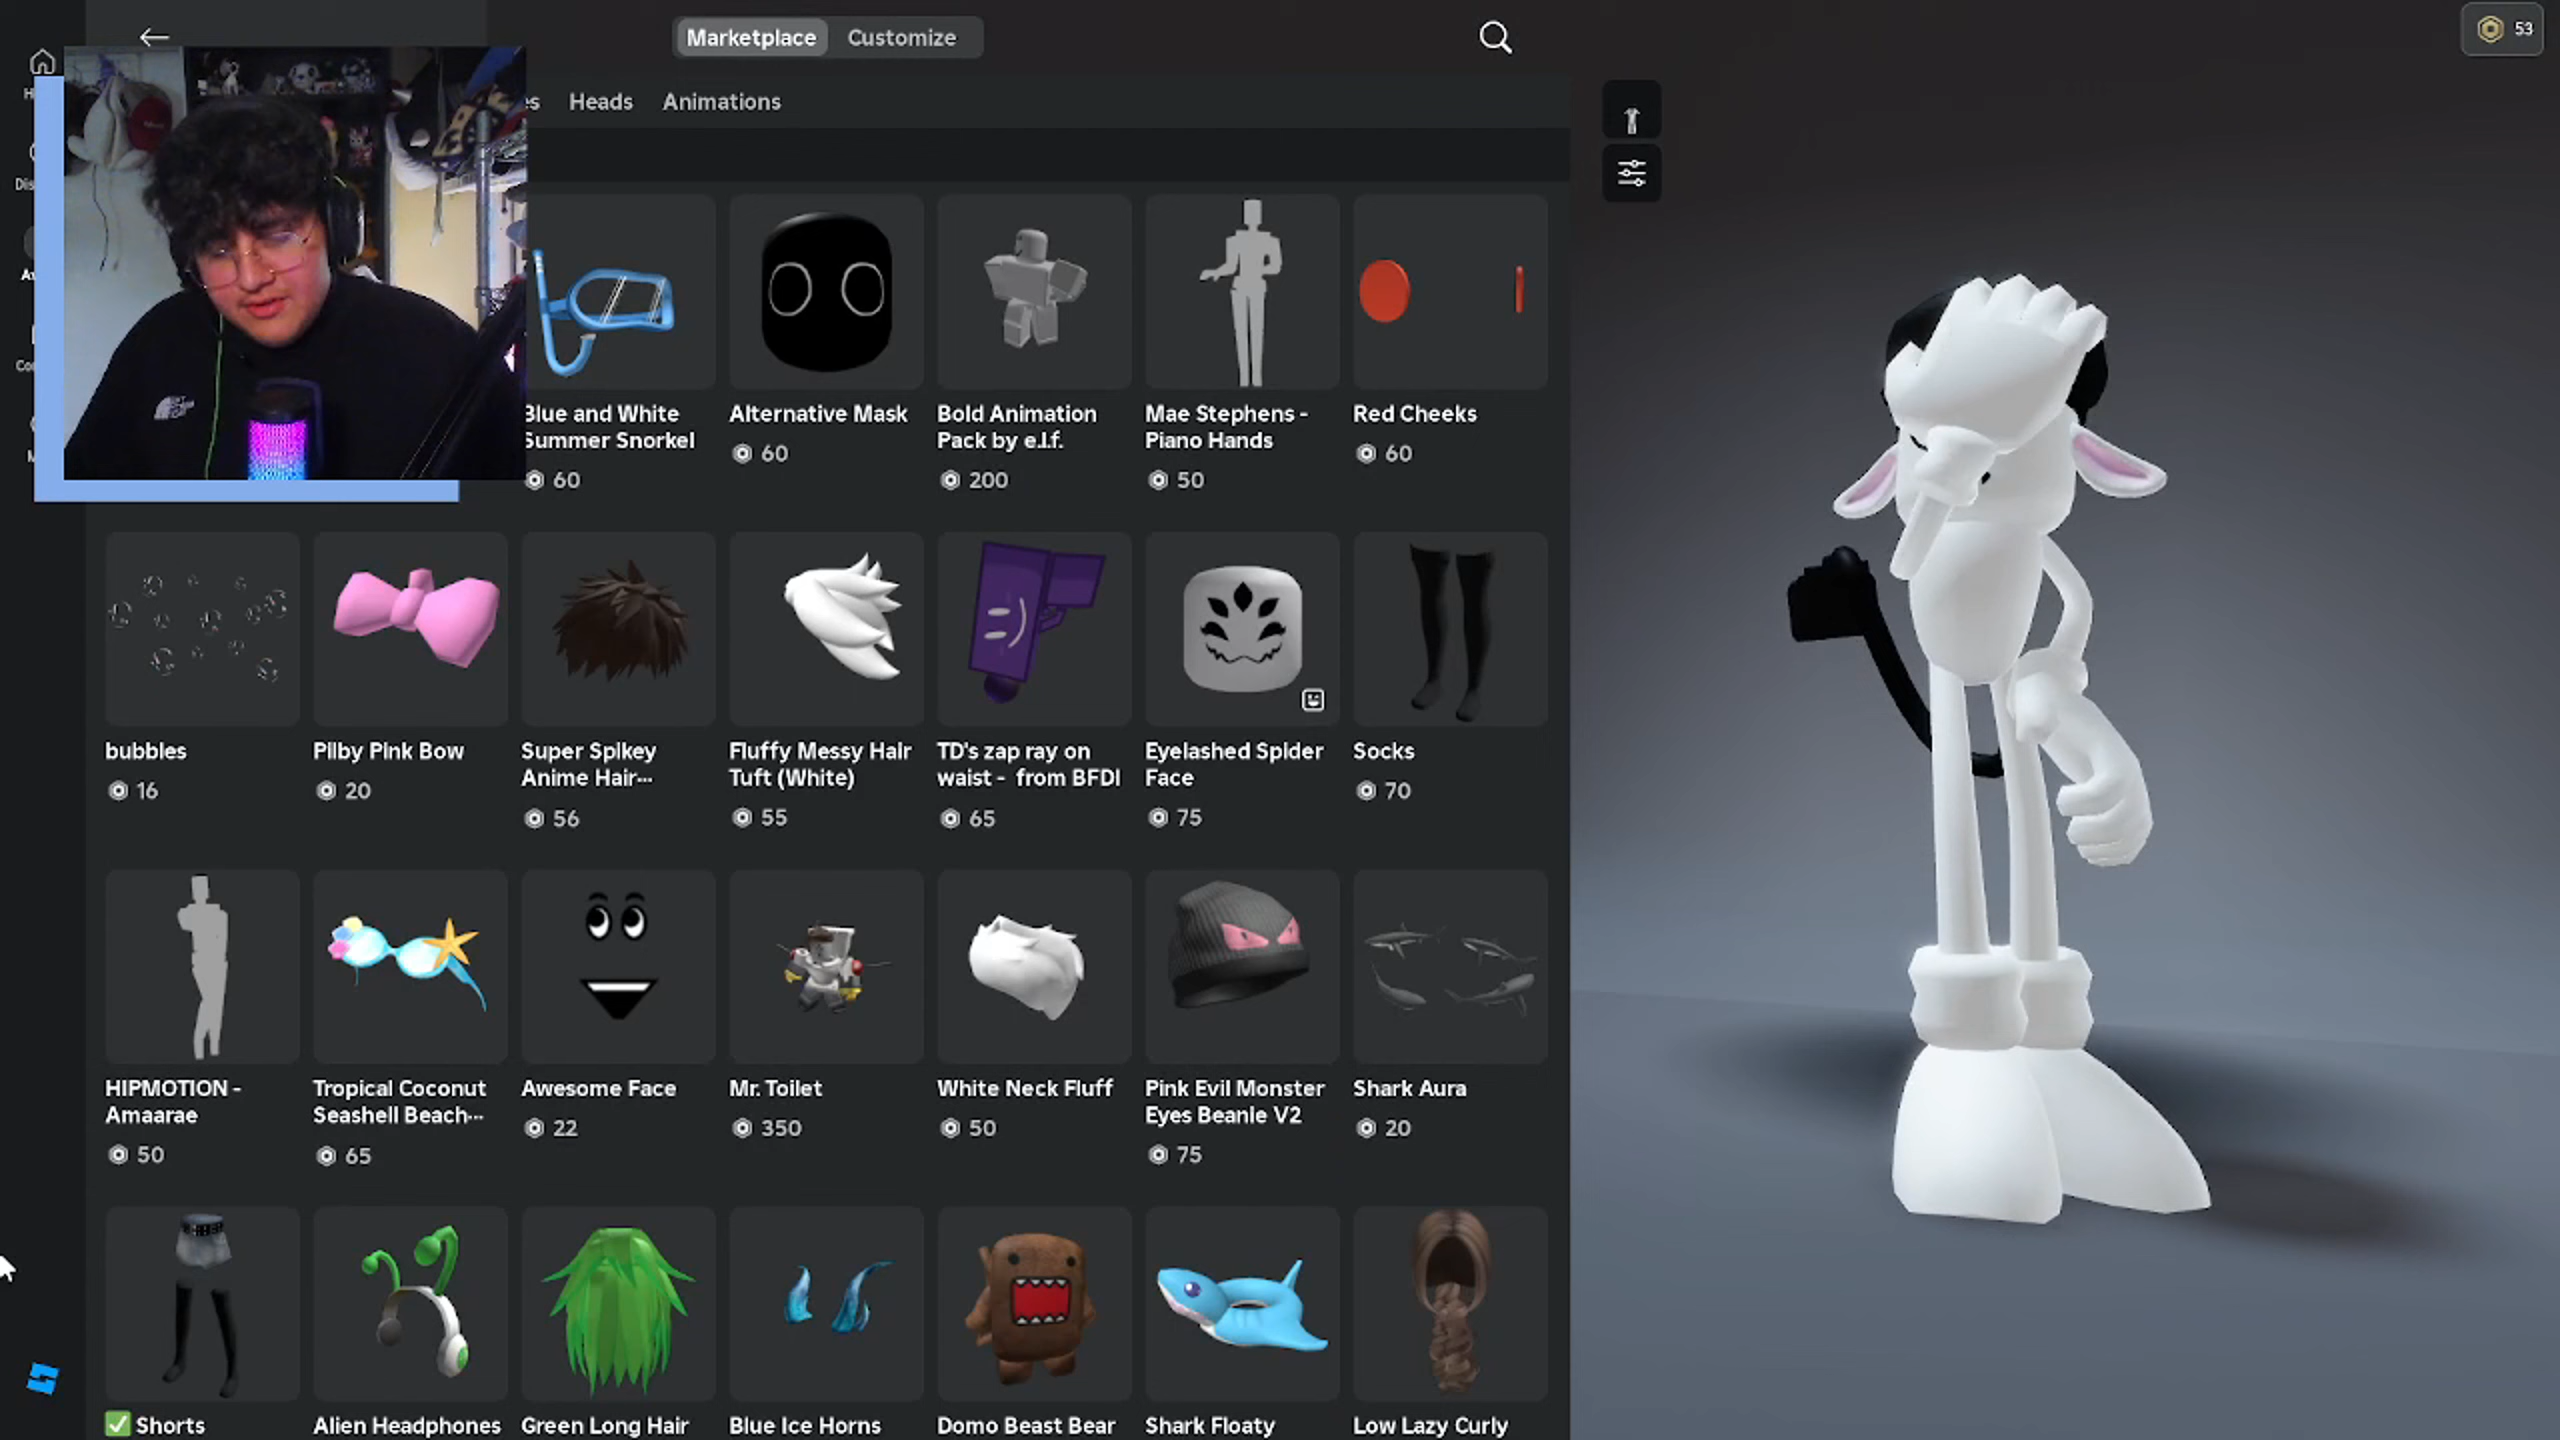 Marketplace
Customize
53
Heads
Animations
Blue and White
Summer Snorkel
60
Alternative Mask
60
Bold Animation
Pack by e.l.f.
200
Mae Stephens -
Piano Hands
50
Red Cheeks
60
bubbles
16
Pilby Pink Bow
20
Super Spikey
Anime Hair...
56
Fluffy Messy Hair
Tuft (White)
55
TD's zap ray on
waist - from BFDI
65
Eyelashed Spider
Face
75
Socks
70
HIPMOTION -
Amaarae
50
Tropical Coconut
Seashell Beach...
65
Awesome Face
22
Mr. Toilet
350
White Neck Fluff
50
Pink Evil Monster
Eyes Beanie V2
75
Shark Aura
20
✅ Shorts
Alien Headphones
Green Long Hair
Blue Ice Horns
Domo Beast Bear
Shark Floaty
Low Lazy Curly